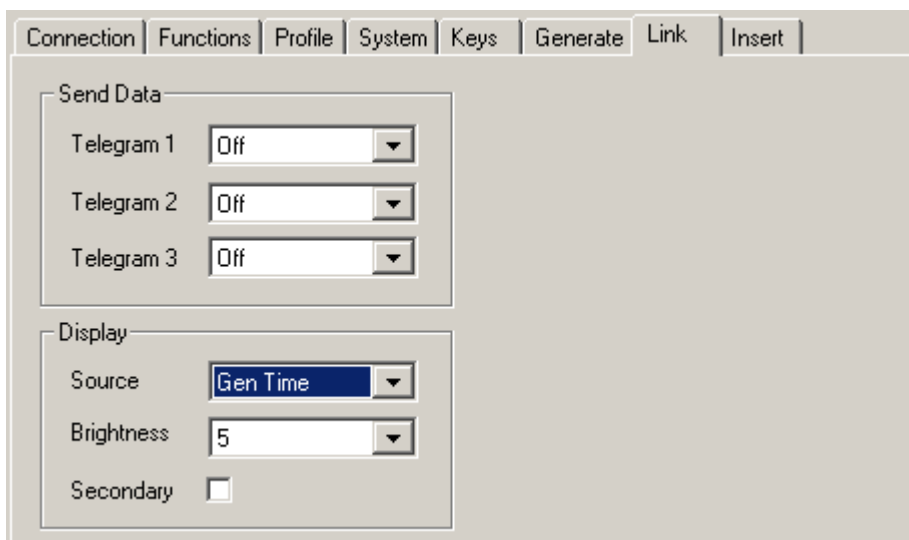 Connection Functions Profile System Keys Generate Link Insert
Send Data
Telegram 1 Off
Telegram 2 Off
Telegram 3 Off
Display
Source Gen Time
Brightness 5
Secondary